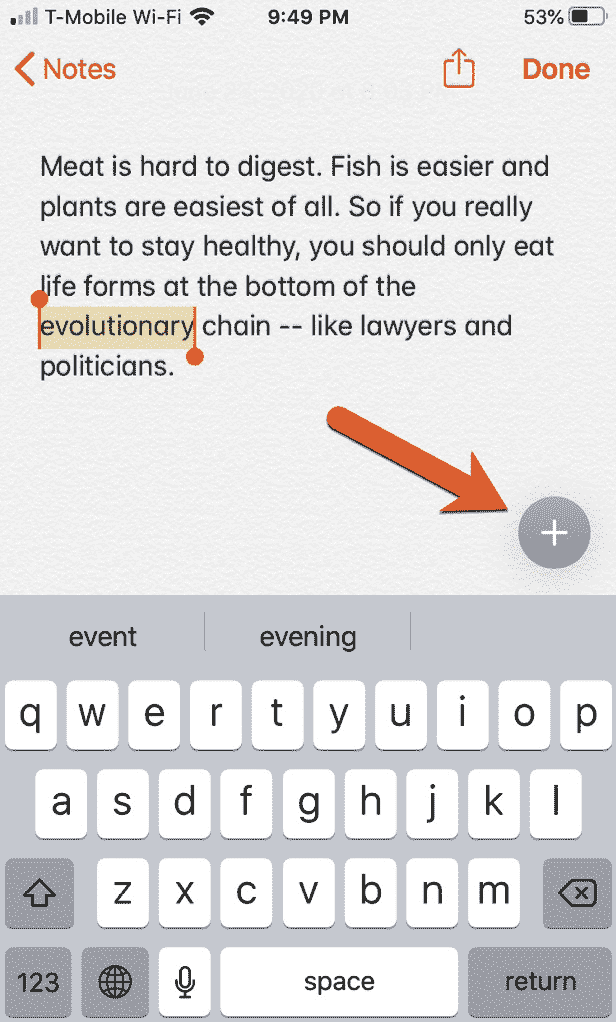 T-Mobile Wi-Fi 9:49 PM 53%
Notes Done
Meat is hard to digest. Fish is easier and
plants are easiest of all. So if you really
want to stay healthy, you should only eat
life forms at the bottom of the
evolutionary chain -- like lawyers and
politicians.
event evening
q w e r t y u i o p
a s d f g h j k l
z x c v b n m
123 space return